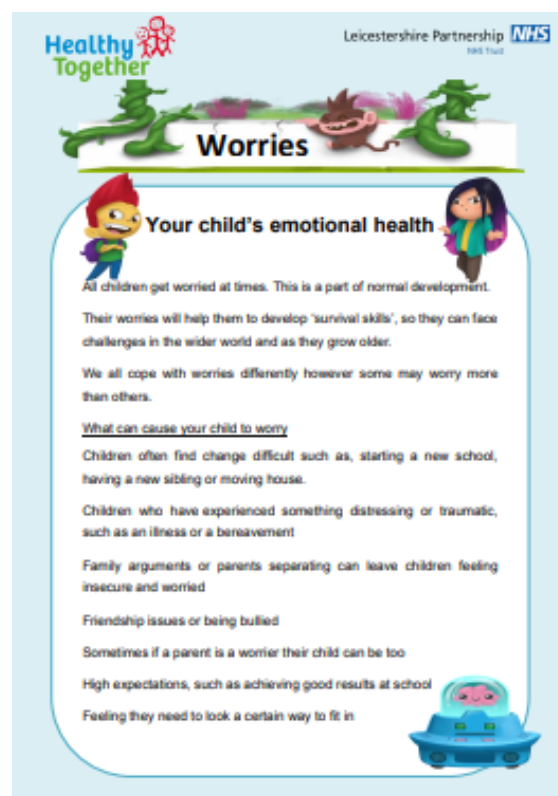 Healthy
Together
Leicestershire Partnership NHS
NHS Trust
Worries
Your child's emotional health
All children get worried at times. This is a part of normal development.
Their worries will help them to develop 'survival skills', so they can face
challenges in the wider world and as they grow older.
We all cope with worries differently however some may worry more
than others.
What can cause your child to worry
Children often find change difficult such as, starting a new school,
having a new sibling or moving house.
Children who have experienced something distressing or traumatic,
such as an illness or a bereavement
Family arguments or parents separating can leave children feeling
insecure and worried
Friendship issues or being bullied
Sometimes if a parent is a worrier their child can be too
High expectations, such as achieving good results at school
Feeling they need to look a certain way to fit in